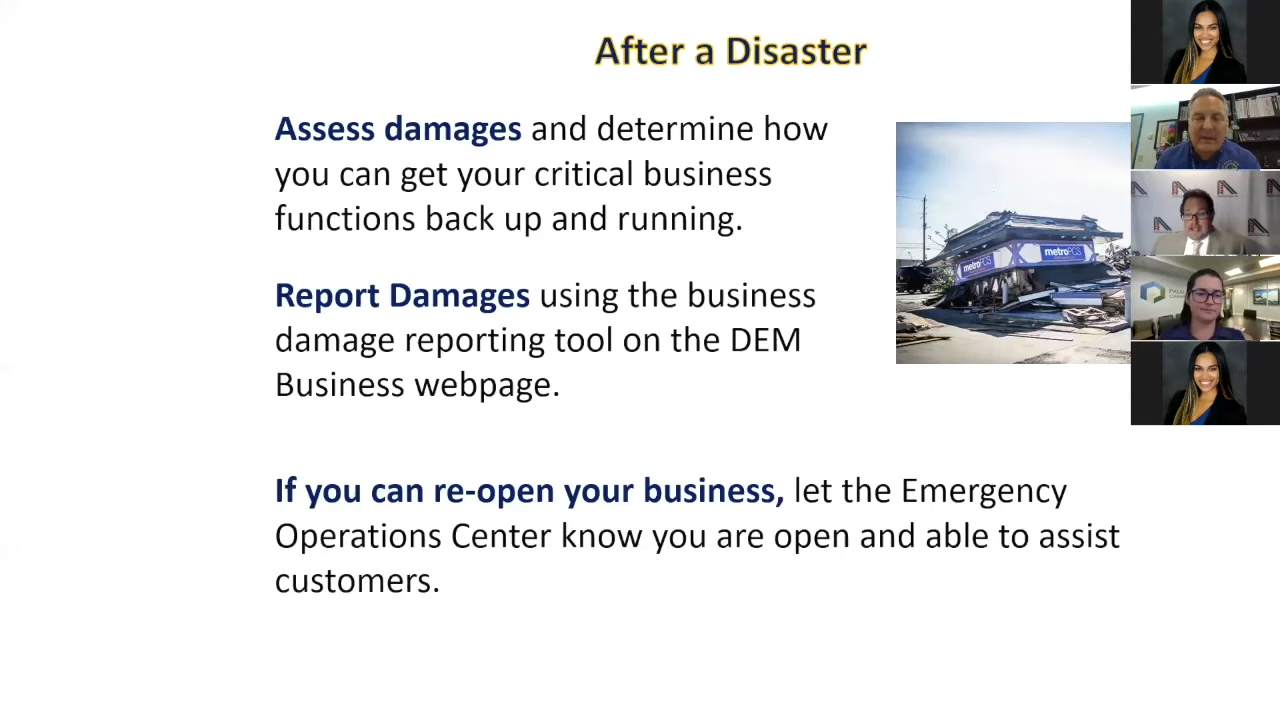 After a Disaster
Assess damages and determine how
you can get your critical business
functions back up and running.
metroPCS
metroPCS
Report Damages using the business
damage reporting tool on the DEM
Business webpage.
If you can re-open your business, let the Emergency
Operations Center know you are open and able to assist
customers.